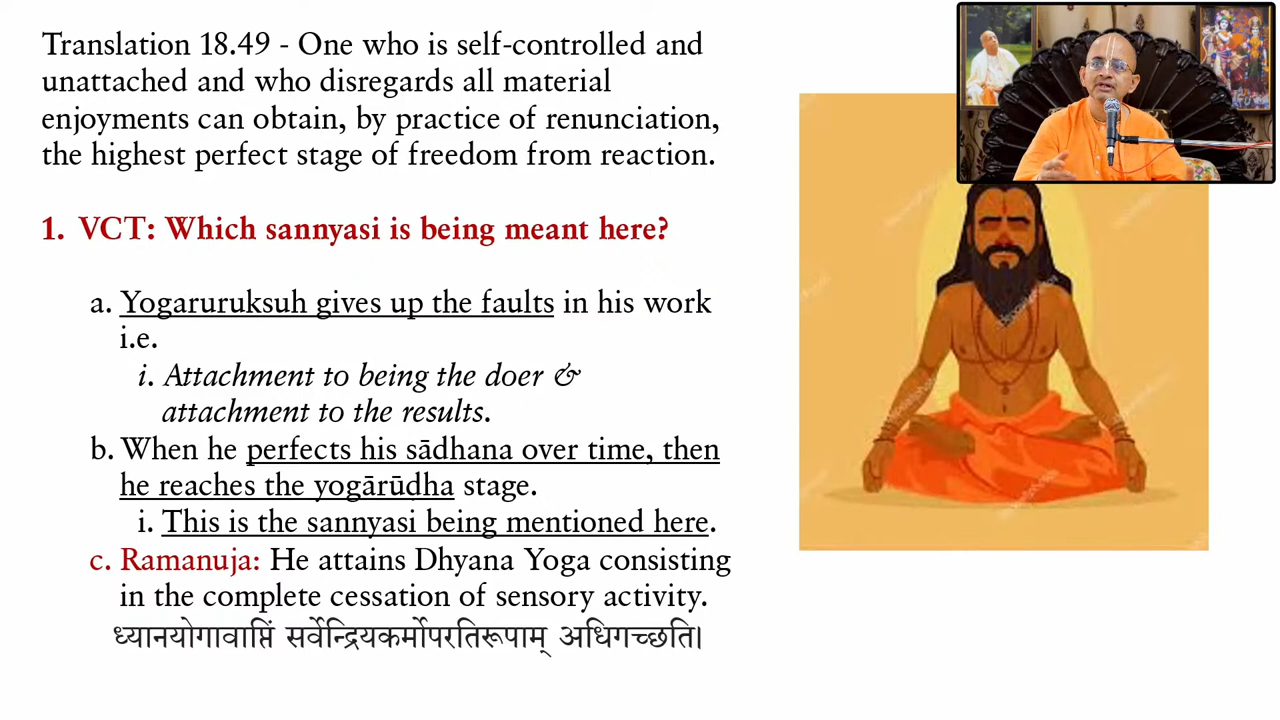 Translation 18.49 - One who is self-controlled and
unattached and who disregards all material
enjoyments can obtain, by practice of renunciation,
the highest perfect stage of freedom from reaction.
1. VCT: Which sannyasi is being meant here?
a. Yogaruruksuh gives up the faults in his work
i.e.
i. Attachment to being the doer &
attachment to the results.
b. When he perfects his sādhana over time, then
he reaches the yogārūḍha stage.
i. This is the sannyasi being mentioned here.
c. Ramanuja: He attains Dhyana Yoga consisting
in the complete cessation of sensory activity.
ध्यानयोगावाप्तिं सर्वेन्द्रियकर्मोपरतिरूपाम् अधिगच्छति।